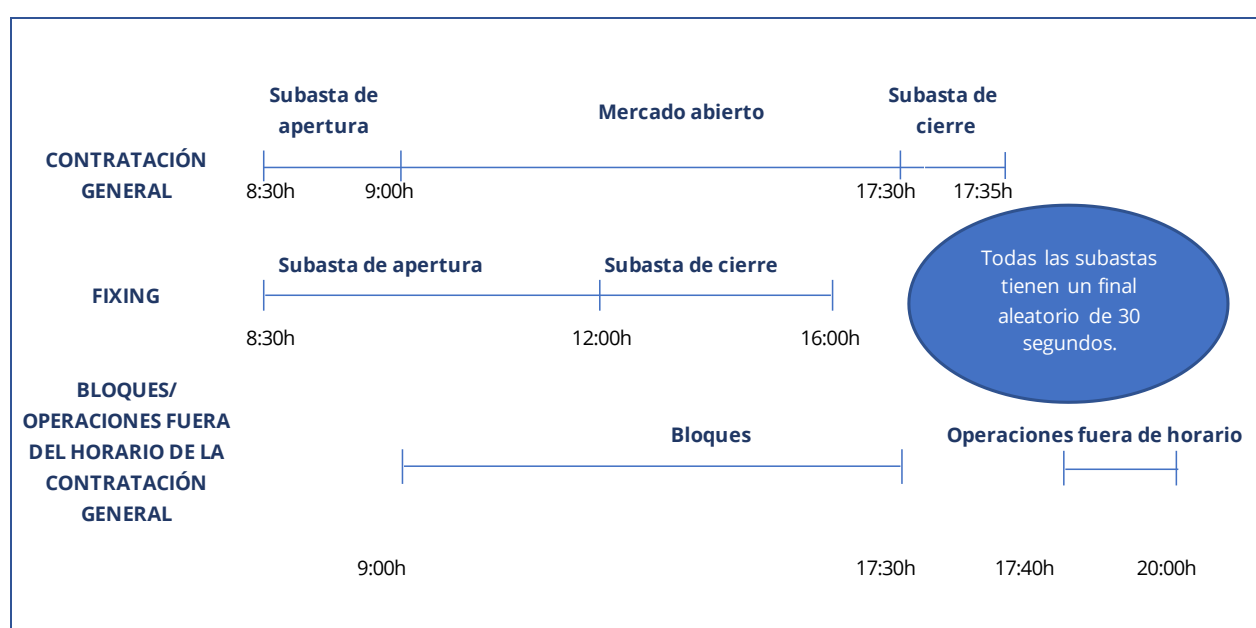 Subasta de
apertura
Mercado abierto
Subasta de
cierre
CONTRATACIÓN
GENERAL
8:30h
9:00h
17:30h
17:35h
Subasta de apertura
Subasta de cierre
FIXING
8:30h
12:00h
16:00h
Todas las subastas
tienen un final
aleatorio de 30
segundos.
BLOQUES/
OPERACIONES FUERA
DEL HORARIO DE LA
CONTRATACIÓN
GENERAL
Bloques
Operaciones fuera de horario
9:00h
17:30h
17:40h
20:00h